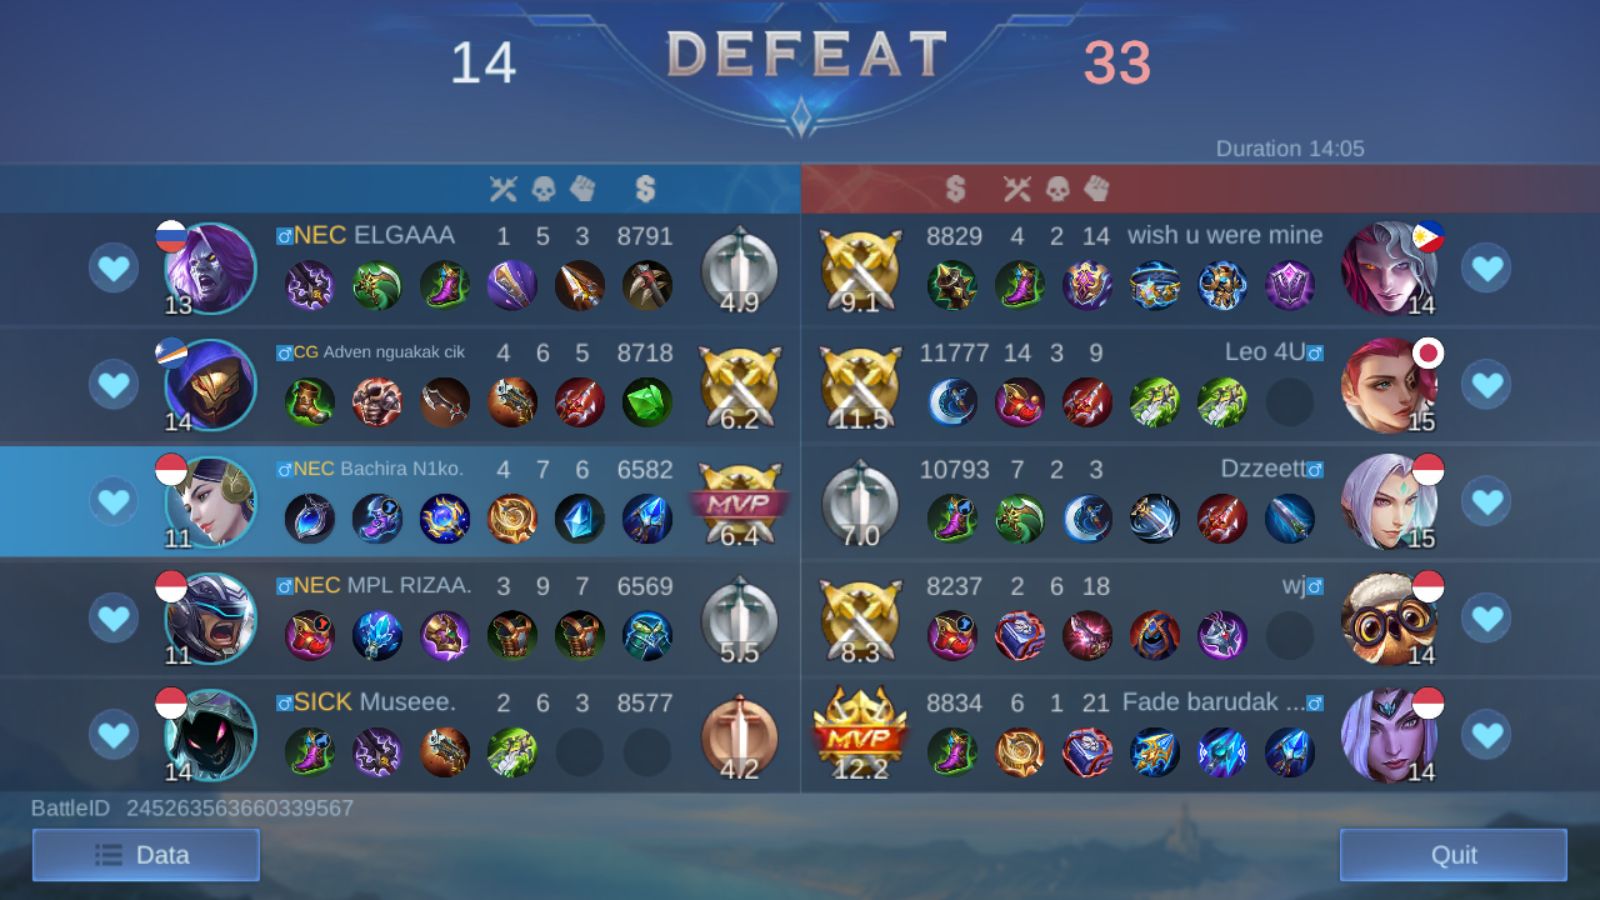 14 DEFEAT 33
Duration 14:05
NEC ELGAAA 1 5 3 8791
13 4.9
9.1 8829 4 2 14 wish u were mine
14
CG Adven nguakak cik 4 6 5 8718
14 6.2
11.5 11777 14 3 9 Leo 4U
15
NEC Bachira N1ko. 4 7 6 6582
MVP
11 6.4
7.0 10793 7 2 3 Dzzeett
15
NEC MPL RIZAA. 3 9 7 6569
11 5.5
8.3 8237 2 6 18 wj
14
SICK Museee. 2 6 3 8577
14 4.2
MVP
12.2 8834 6 1 21 Fade barudak ...
14
BattleID 245263563660339567
Data
Quit